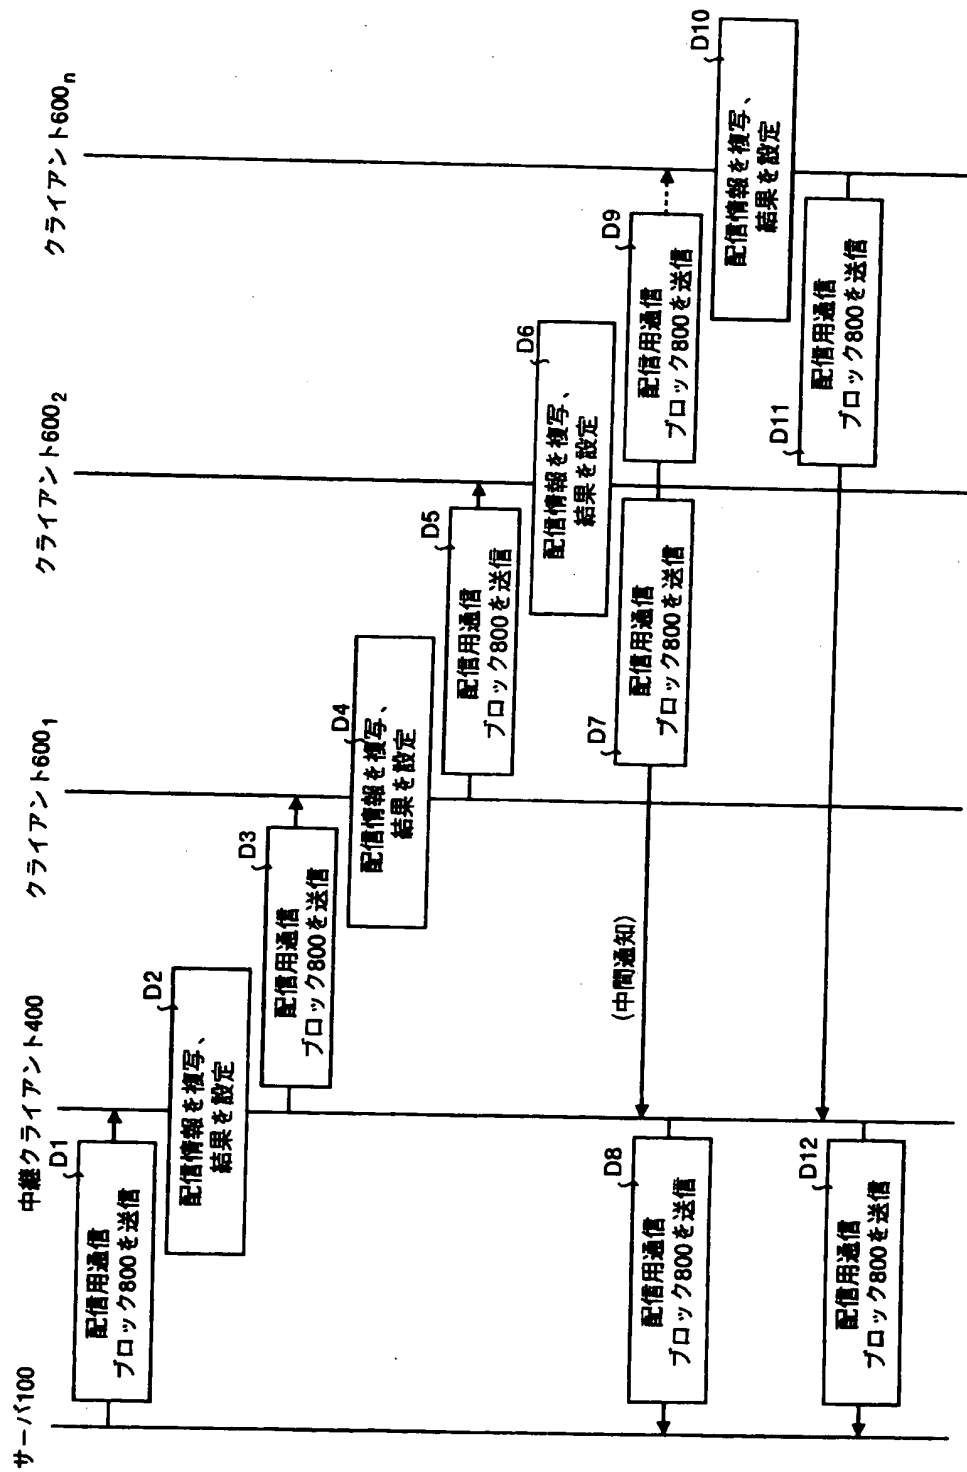 サーバ100
中継クライアント400
クライアント600₁
クライアント600₂
クライアント600ₙ
D1
配信用通信
ブロック800を送信
D2
配信情報を複写、
結果を設定
D3
配信用通信
ブロック800を送信
D4
配信情報を複写、
結果を設定
D5
配信用通信
ブロック800を送信
D6
配信情報を複写、
結果を設定
D7
配信用通信
ブロック800を送信
(中間通知)
D8
配信用通信
ブロック800を送信
D9
配信用通信
ブロック800を送信
D10
配信情報を複写、
結果を設定
D11
配信用通信
ブロック800を送信
D12
配信用通信
ブロック800を送信